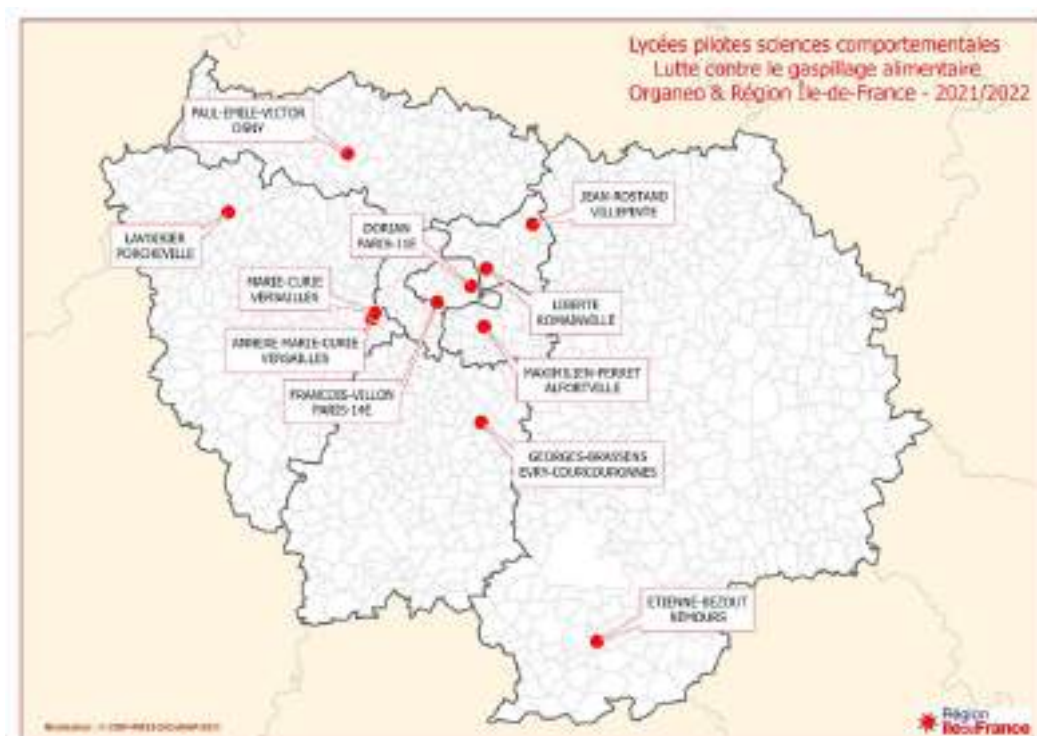 Lycées pilotes sciences comportementales
Lutte contre le gaspillage alimentaire
Organeo & Région Île-de-France - 2021/2022
PAUL-EMILE-VICTOR
OSNY
JEAN-ROSTAND
VILLEPINTE
DORIAN
PARIS-11E
LAVOISIER
PORCHEVILLE
MARIE-CURIE
VERSAILLES
LIBERTE
ROMAINVILLE
ANNEXE MARIE-CURIE
VERSAILLES
MAXIMILIEN-PERRET
ALFORTVILLE
FRANCOIS-VILLON
PARIS-14E
GEORGES-BRASSENS
EVRY-COURCOURONNES
ETIENNE-BEZOUT
NEMOURS
Région
îledeFrance